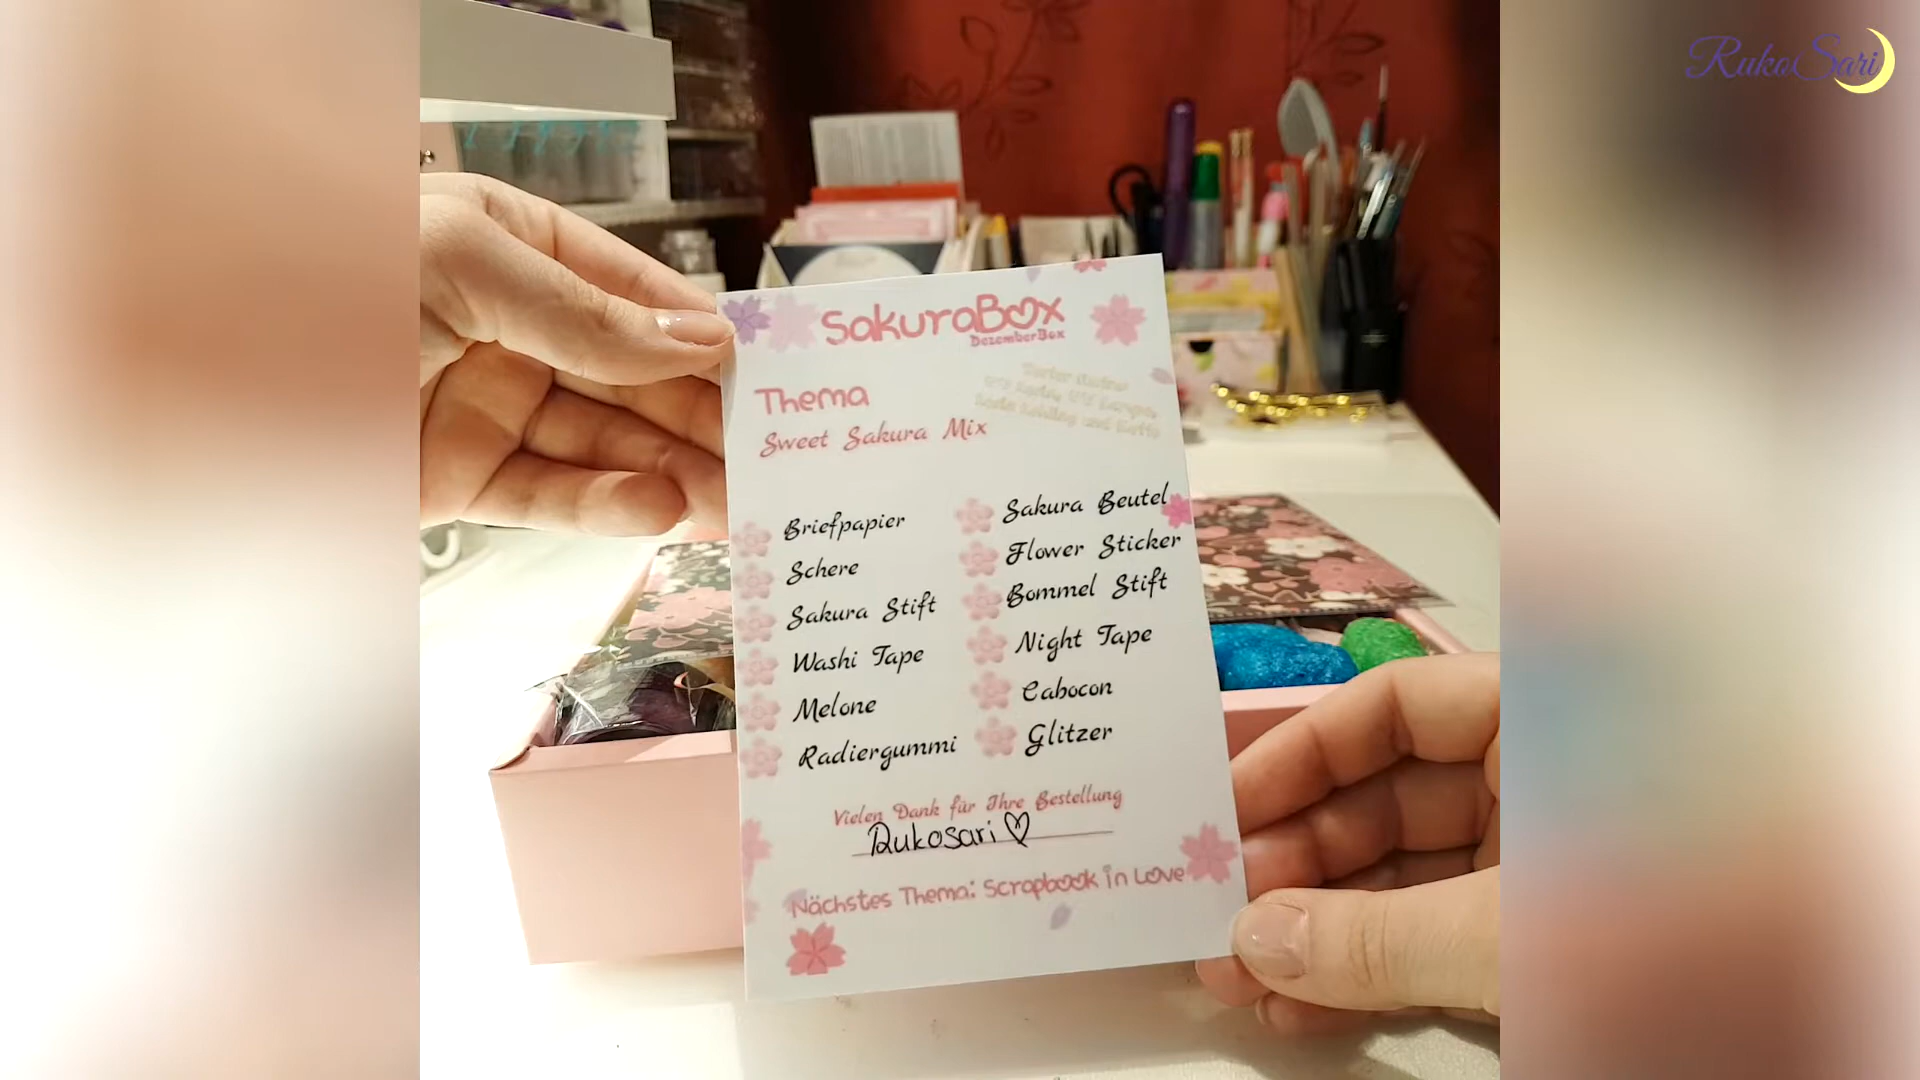 RukoSari
SakuraBox
DezemberBox
Thema
Sweet Sakura Mix
Briefpapier
Schere
Sakura Stift
Washi Tape
Melone
Radiergummi
Sakura Beutel
Flower Sticker
Bommel Stift
Night Tape
Cabocon
Glitzer
Vielen Dank für Ihre Bestellung
Rukosari♡
Nächstes Thema: Scrapbook in Love